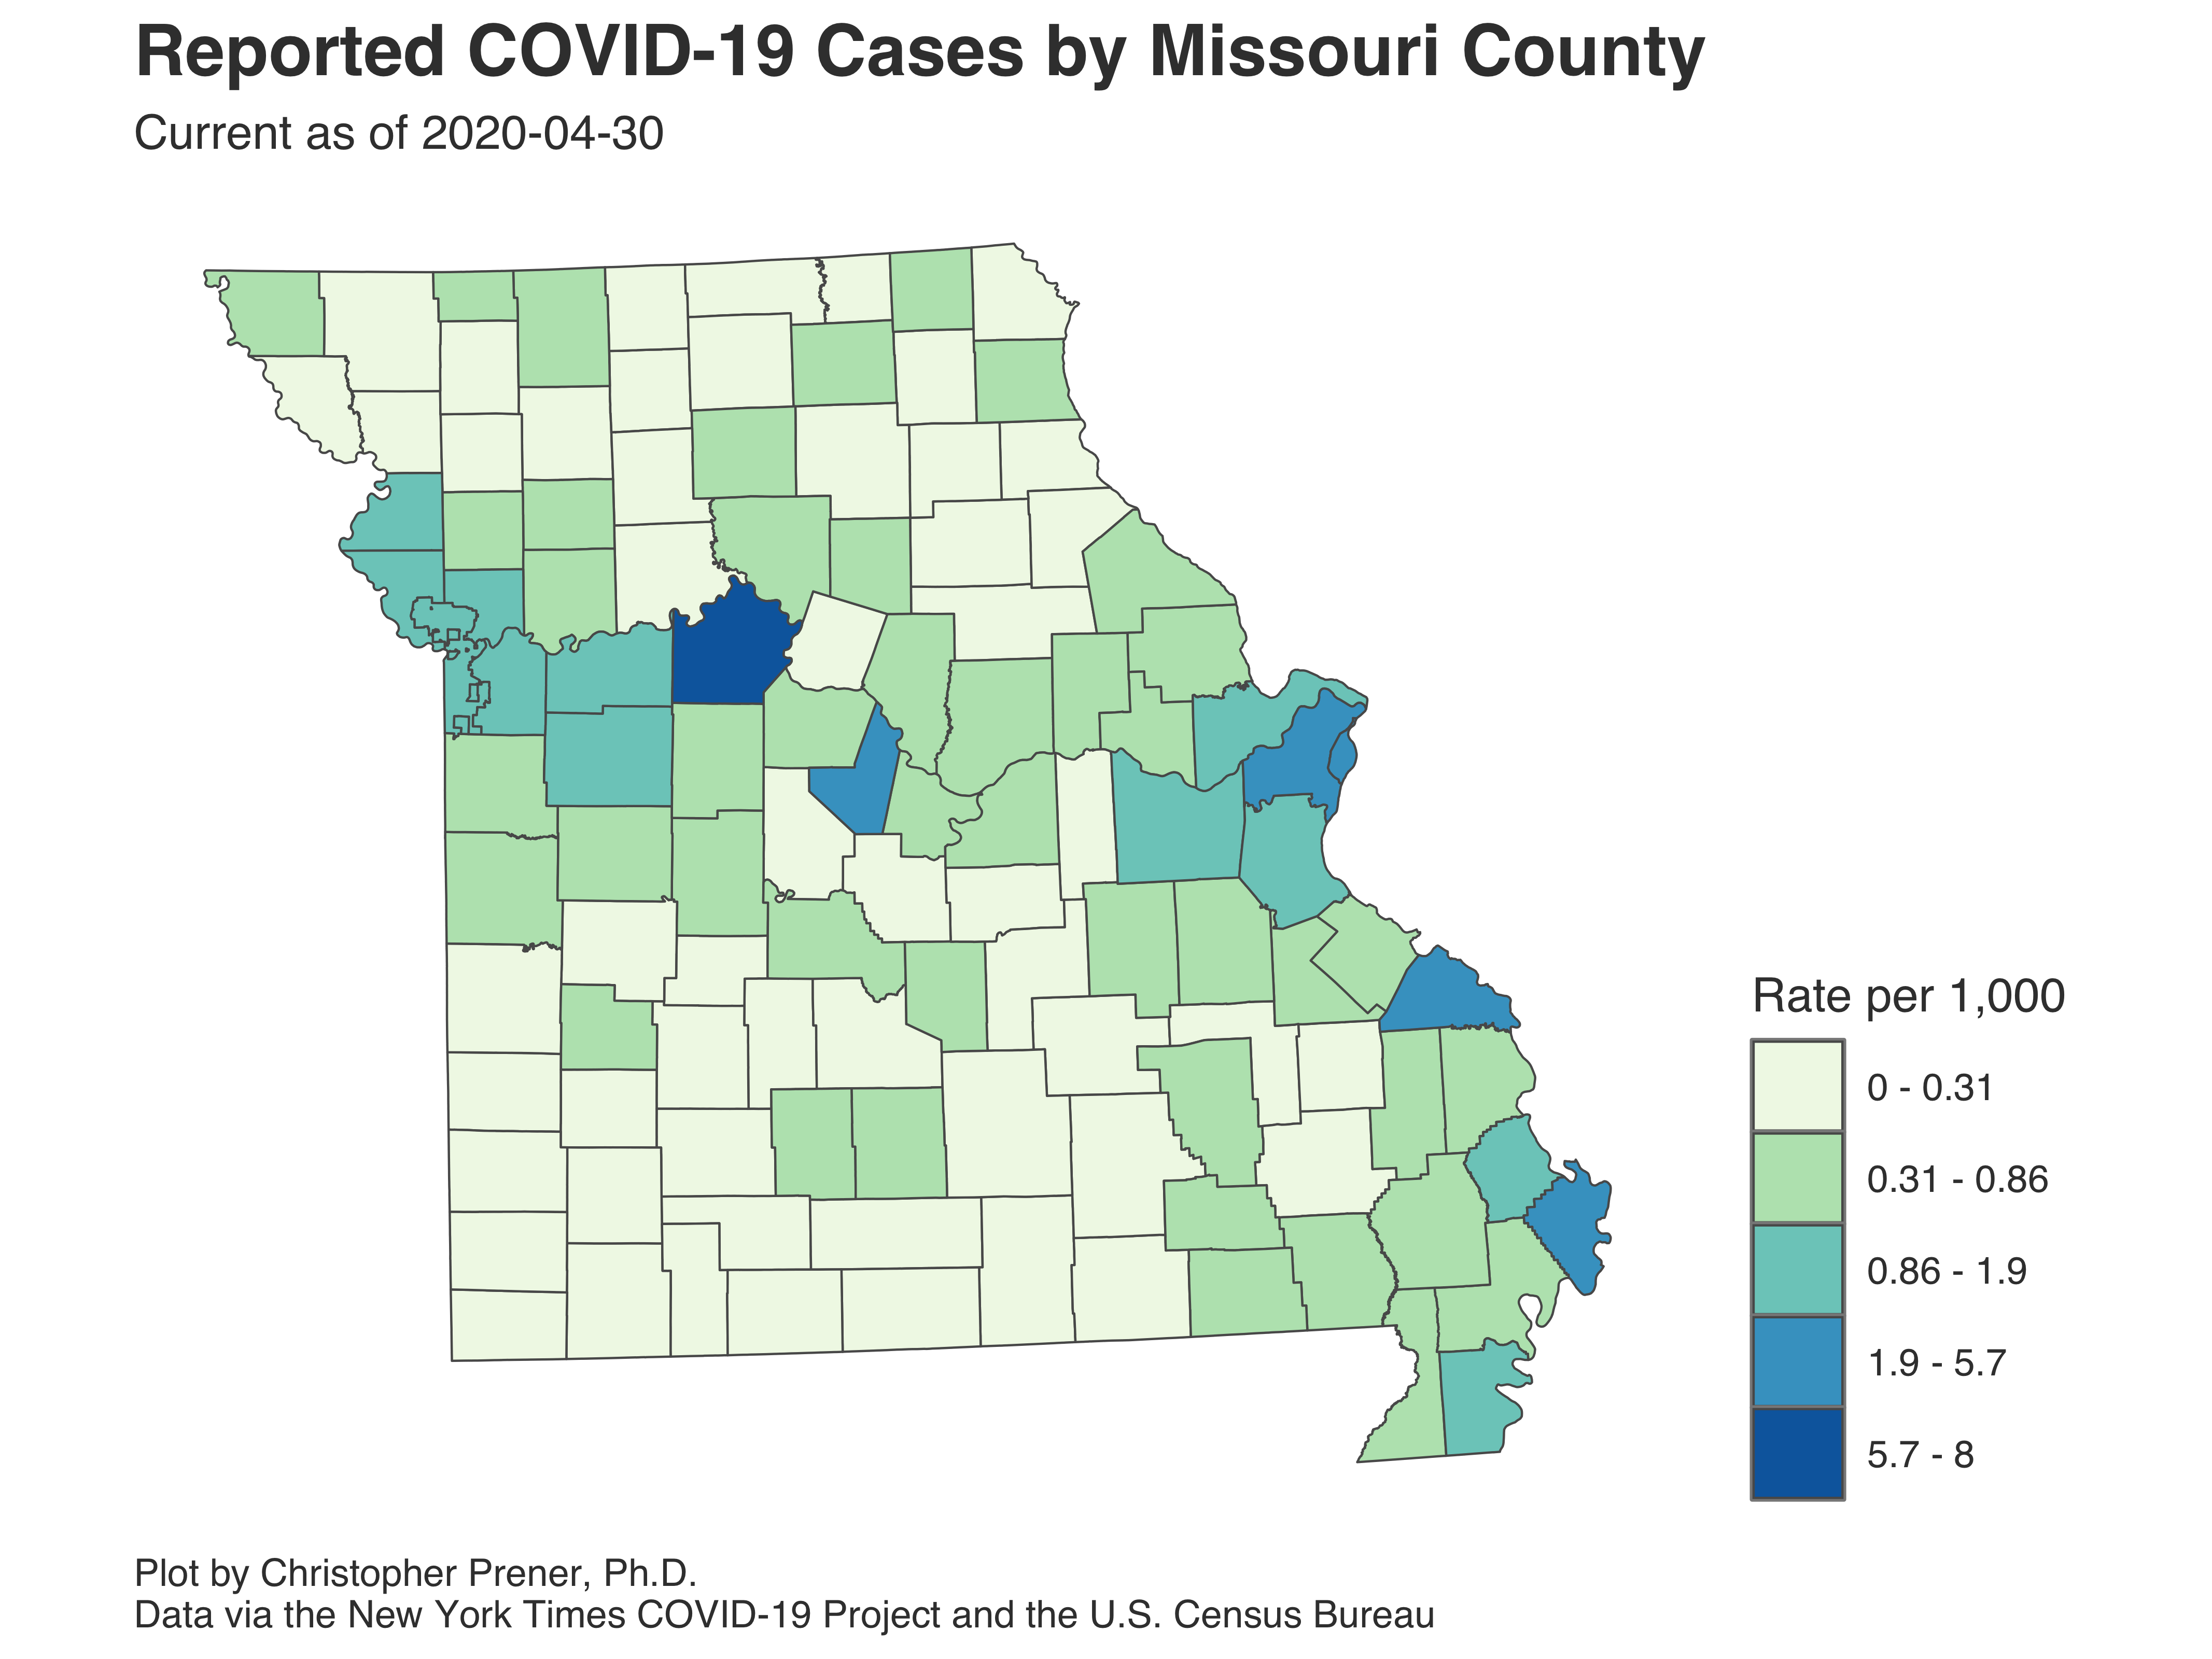 Reported COVID-19 Cases by Missouri County
Current as of 2020-04-30
Rate per 1,000
0 - 0.31
0.31 - 0.86
0.86 - 1.9
1.9 - 5.7
5.7 - 8
Plot by Christopher Prener, Ph.D.
Data via the New York Times COVID-19 Project and the U.S. Census Bureau